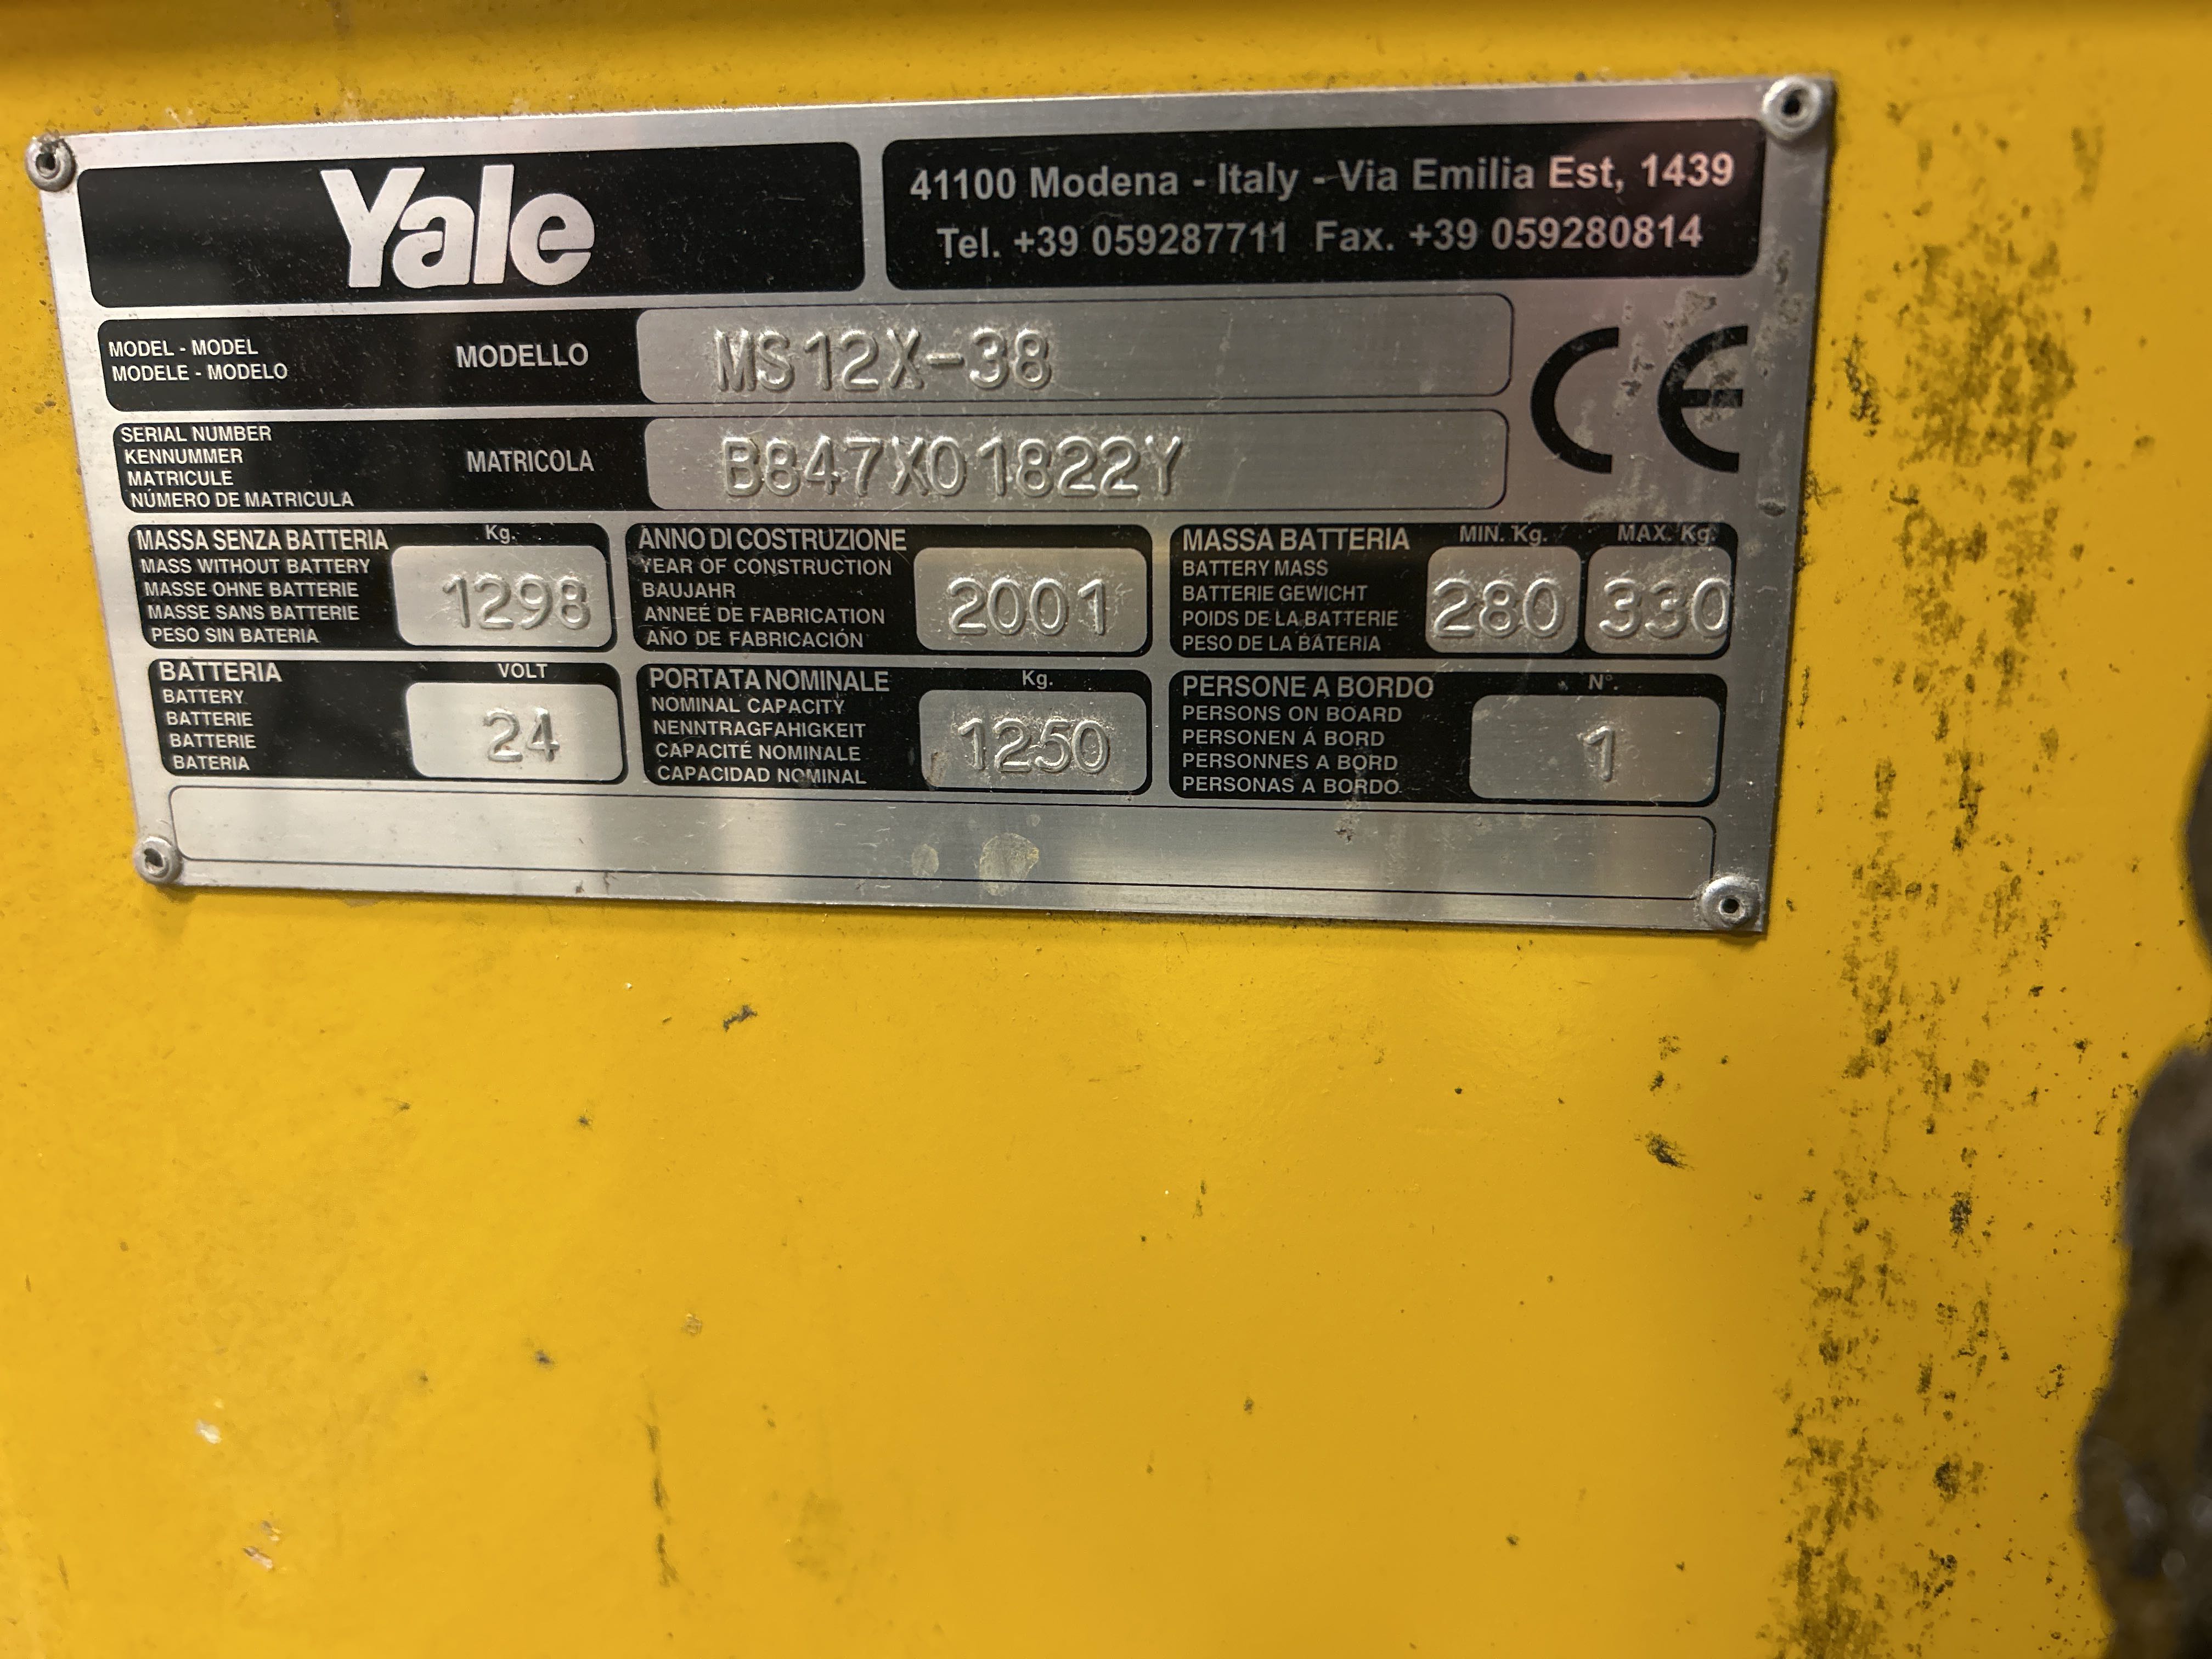 Yale
41100 Modena - Italy - Via Emilia Est, 1439
Tel. +39 059287711 Fax. +39 059280814
MODEL - MODEL
MODELE - MODELO
MODELLO
MS12X-38
CE
SERIAL NUMBER
KENNUMMER
MATRICULE
NÚMERO DE MATRICULA
MATRICOLA
B847X01822Y
MASSA SENZA BATTERIA
MASS WITHOUT BATTERY
MASSE OHNE BATTERIE
MASSE SANS BATTERIE
PESO SIN BATERIA
Kg.
1298
ANNO DI COSTRUZIONE
YEAR OF CONSTRUCTION
BAUJAHR
ANNEÉ DE FABRICATION
AÑO DE FABRICACIÓN
2001
MASSA BATTERIA
BATTERY MASS
BATTERIE GEWICHT
POIDS DE LA BATTERIE
PESO DE LA BÁTERIA
MIN. Kg.
280
MAX. Kg.
330
BATTERIA
BATTERY
BATTERIE
BATTERIE
BATERIA
VOLT
24
PORTATA NOMINALE
NOMINAL CAPACITY
NENNTRAGFAHIGKEIT
CAPACITÉ NOMINALE
CAPACIDAD NOMINAL
Kg.
1250
PERSONE A BORDO
PERSONS ON BOARD
PERSONEN Á BORD
PERSONNES A BORD
PERSONAS A BORDO
N°.
1